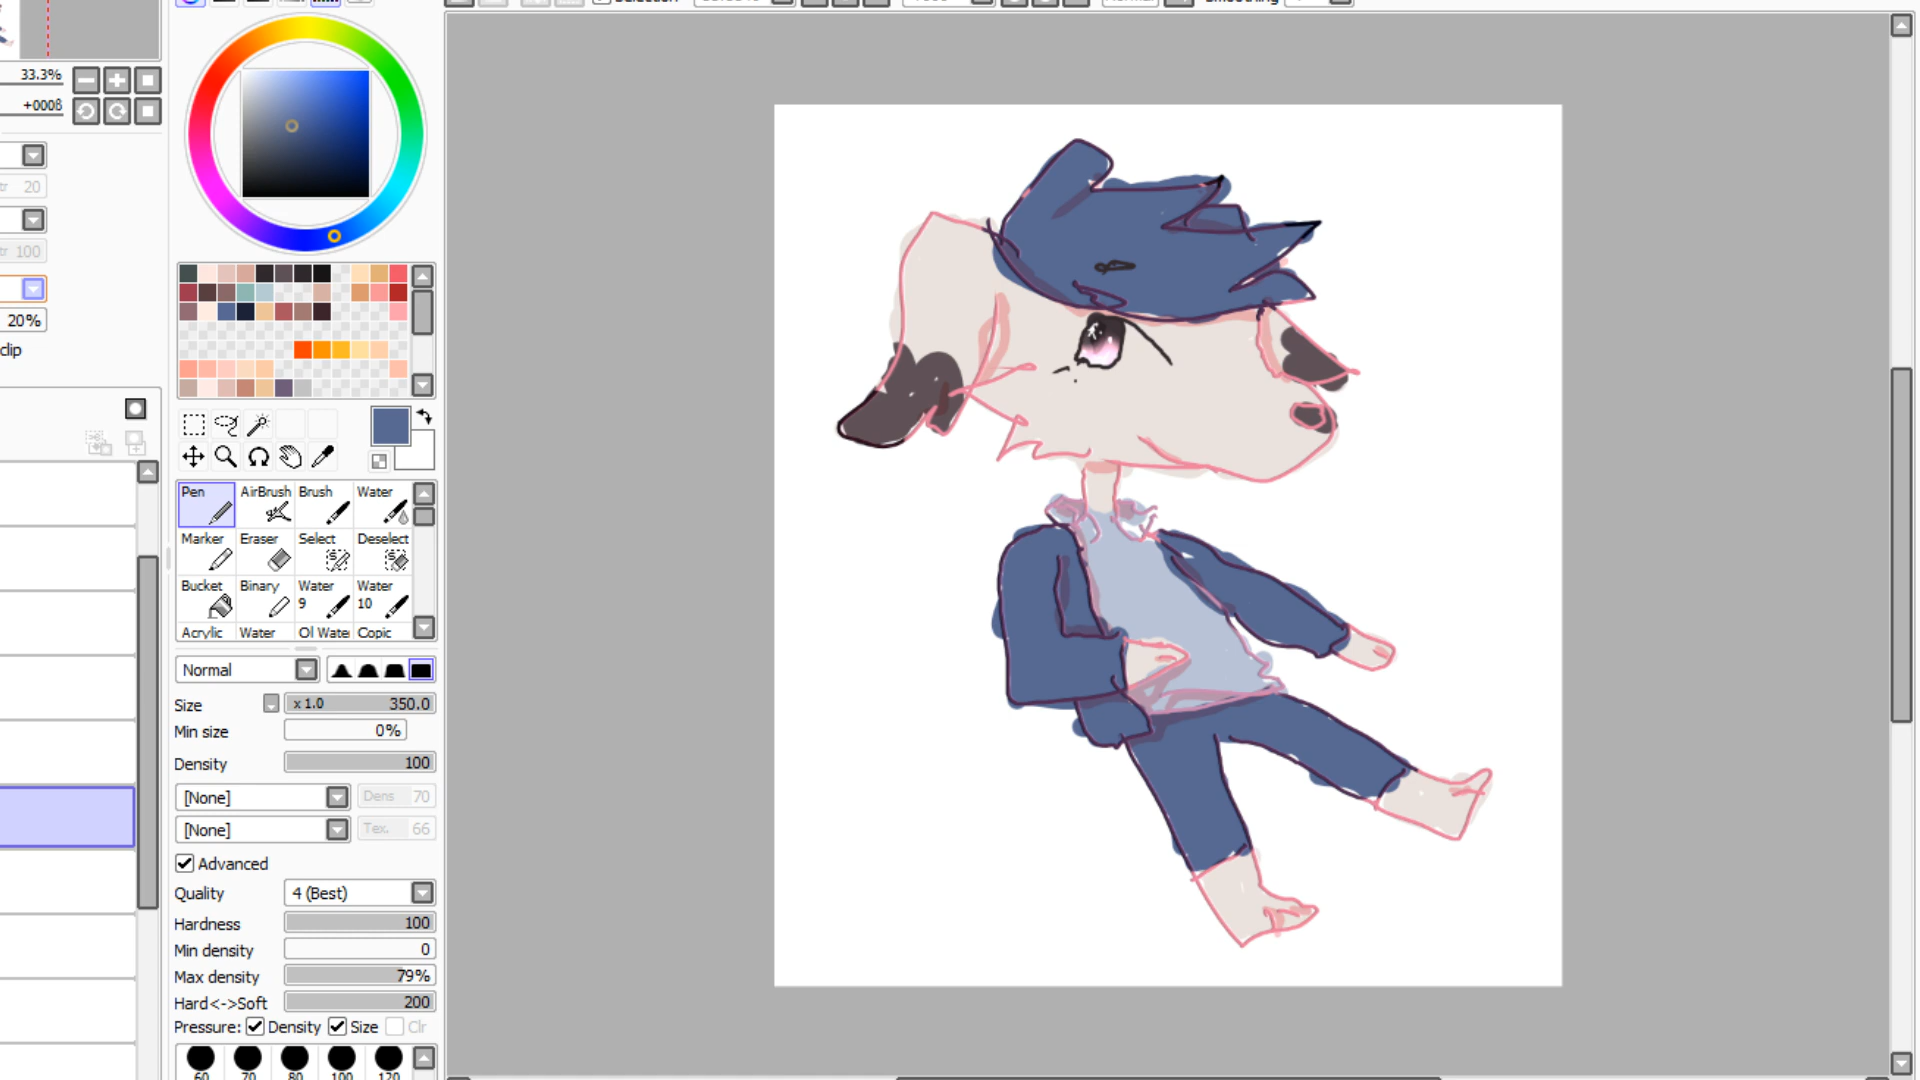 33.3%
+000ß
20
100
20%
clip
Pen AirBrush Brush Water
Marker Eraser Select Deselect
Bucket Binary Water 9 Water 10
Acrylic Water Ol Wate Copic
Normal
Size x 1.0 350.0
Min size 0%
Density 100
[None] Dens 70
[None] Tex. 66
Advanced
Quality 4 (Best)
Hardness 100
Min density 0
Max density 79%
Hard<->Soft 200
Pressure: Density Size Clr
60 70 80 100 120